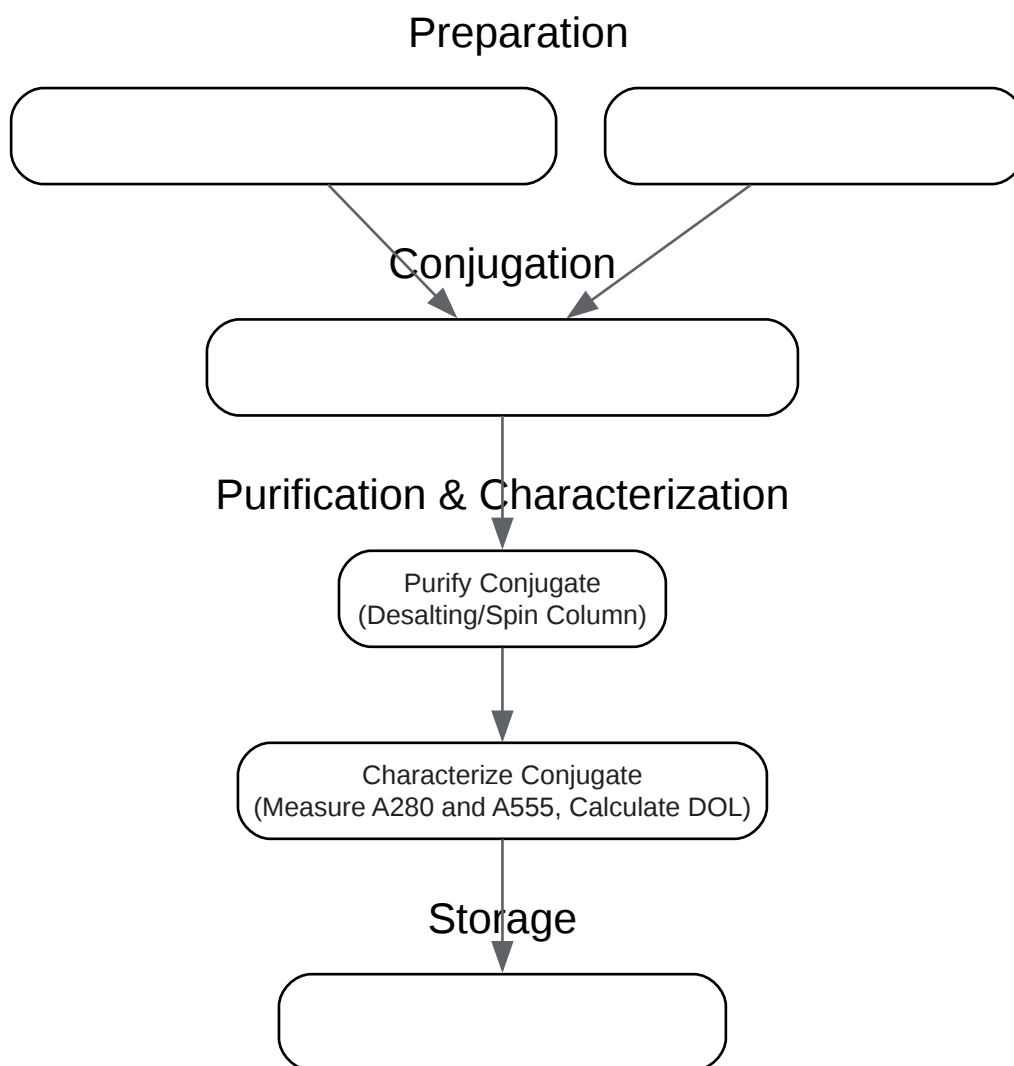 Preparation
Conjugation
Purification & Characterization
Purify Conjugate
(Desalting/Spin Column)
Characterize Conjugate
(Measure A280 and A555, Calculate DOL)
Storage